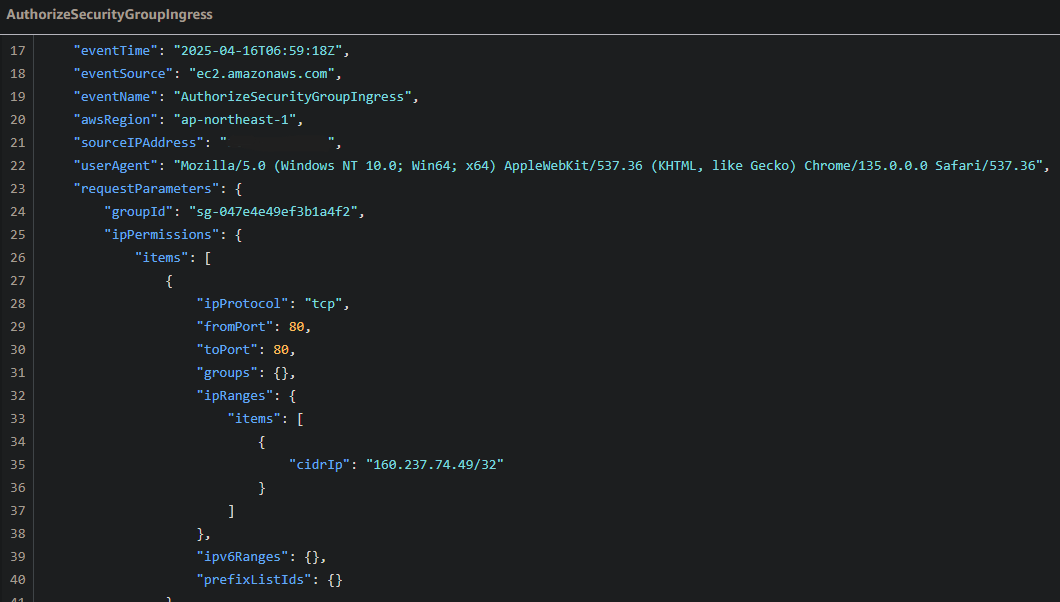 AuthorizeSecurityGroupIngress
17 "eventTime": "2025-04-16T06:59:18Z",
18 "eventSource": "ec2.amazonaws.com",
19 "eventName": "AuthorizeSecurityGroupIngress",
20 "awsRegion": "ap-northeast-1",
21 "sourceIPAddress": " ",
22 "userAgent": "Mozilla/5.0 (Windows NT 10.0; Win64; x64) AppleWebKit/537.36 (KHTML, like Gecko) Chrome/135.0.0.0 Safari/537.36",
23 "requestParameters": {
24 "groupId": "sg-047e4e49ef3b1a4f2",
25 "ipPermissions": {
26 "items": [
27 {
28 "ipProtocol": "tcp",
29 "fromPort": 80,
30 "toPort": 80,
31 "groups": {},
32 "ipRanges": {
33 "items": [
34 {
35 "cidrIp": "160.237.74.49/32"
36 }
37 ]
38 },
39 "ipv6Ranges": {},
40 "prefixListIds": {}
41 }